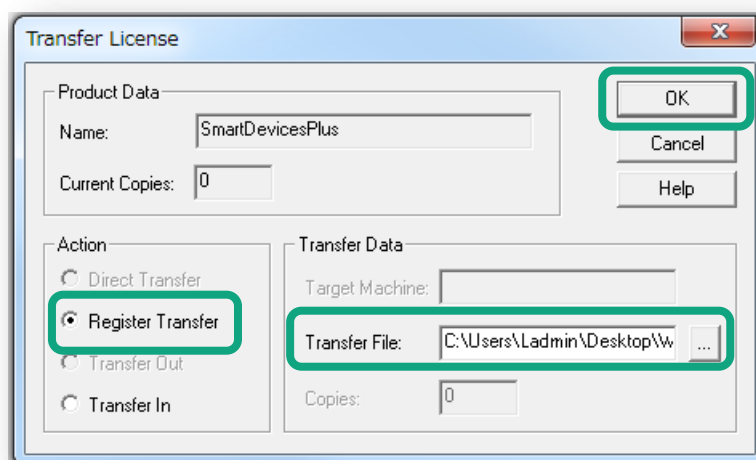 Transfer License
Product Data
Name: SmartDevicesPlus
Current Copies: 0
OK
Cancel
Help
Action
Direct Transfer
Register Transfer
Transfer Out
Transfer In
Transfer Data
Target Machine:
Transfer File: C:\Users\Ladmin\Desktop\W ...
Copies: 0